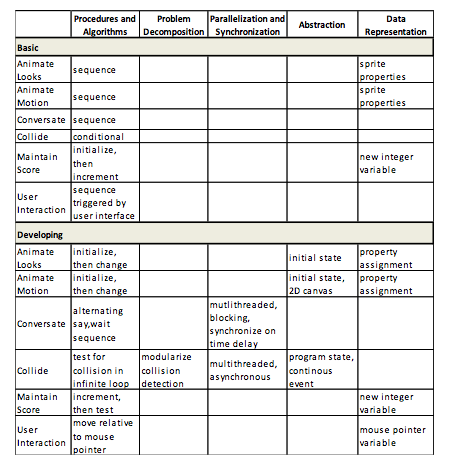 Procedures and Algorithms	Problem Decomposition	Parallelization and Synchronization	Abstraction	Data Representation
Basic
Animate Looks	sequence				sprite properties
Animate Motion	sequence				sprite properties
Conversate	sequence
Collide	conditional
Maintain Score	initialize, then increment				new integer variable
User Interaction	sequence triggered by user interface
Developing
Animate Looks	initialize, then change			initial state	property assignment
Animate Motion	initialize, then change			initial state, 2D canvas	property assignment
Conversate	alternating say,wait sequence		mutlithreaded, blocking, synchronize on time delay
Collide	test for collision in infinite loop	modularize collision detection	multithreaded, asynchronous	program state, continous event
Maintain Score	increment, then test				new integer variable
User Interaction	move relative to mouse pointer				mouse pointer variable